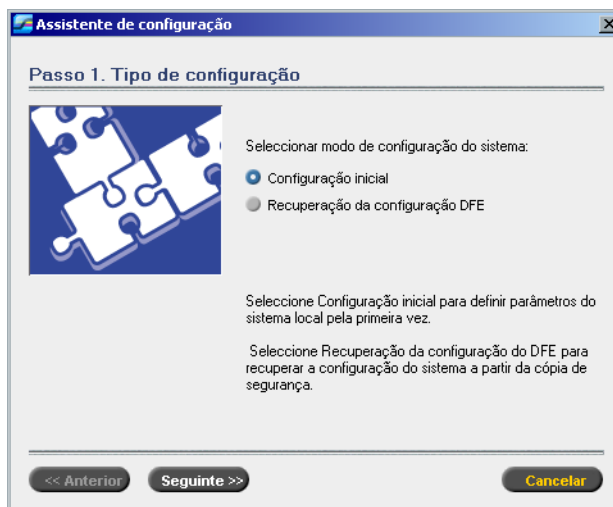 Assistente de configuração
Passo 1. Tipo de configuração
Seleccionar modo de configuração do sistema:
Configuração inicial
Recuperação da configuração DFE
Seleccione Configuração inicial para definir parâmetros do
sistema local pela primeira vez.
Seleccione Recuperação da configuração do DFE para
recuperar a configuração do sistema a partir da cópia de
segurança.
<< Anterior
Seguinte >>
Cancelar